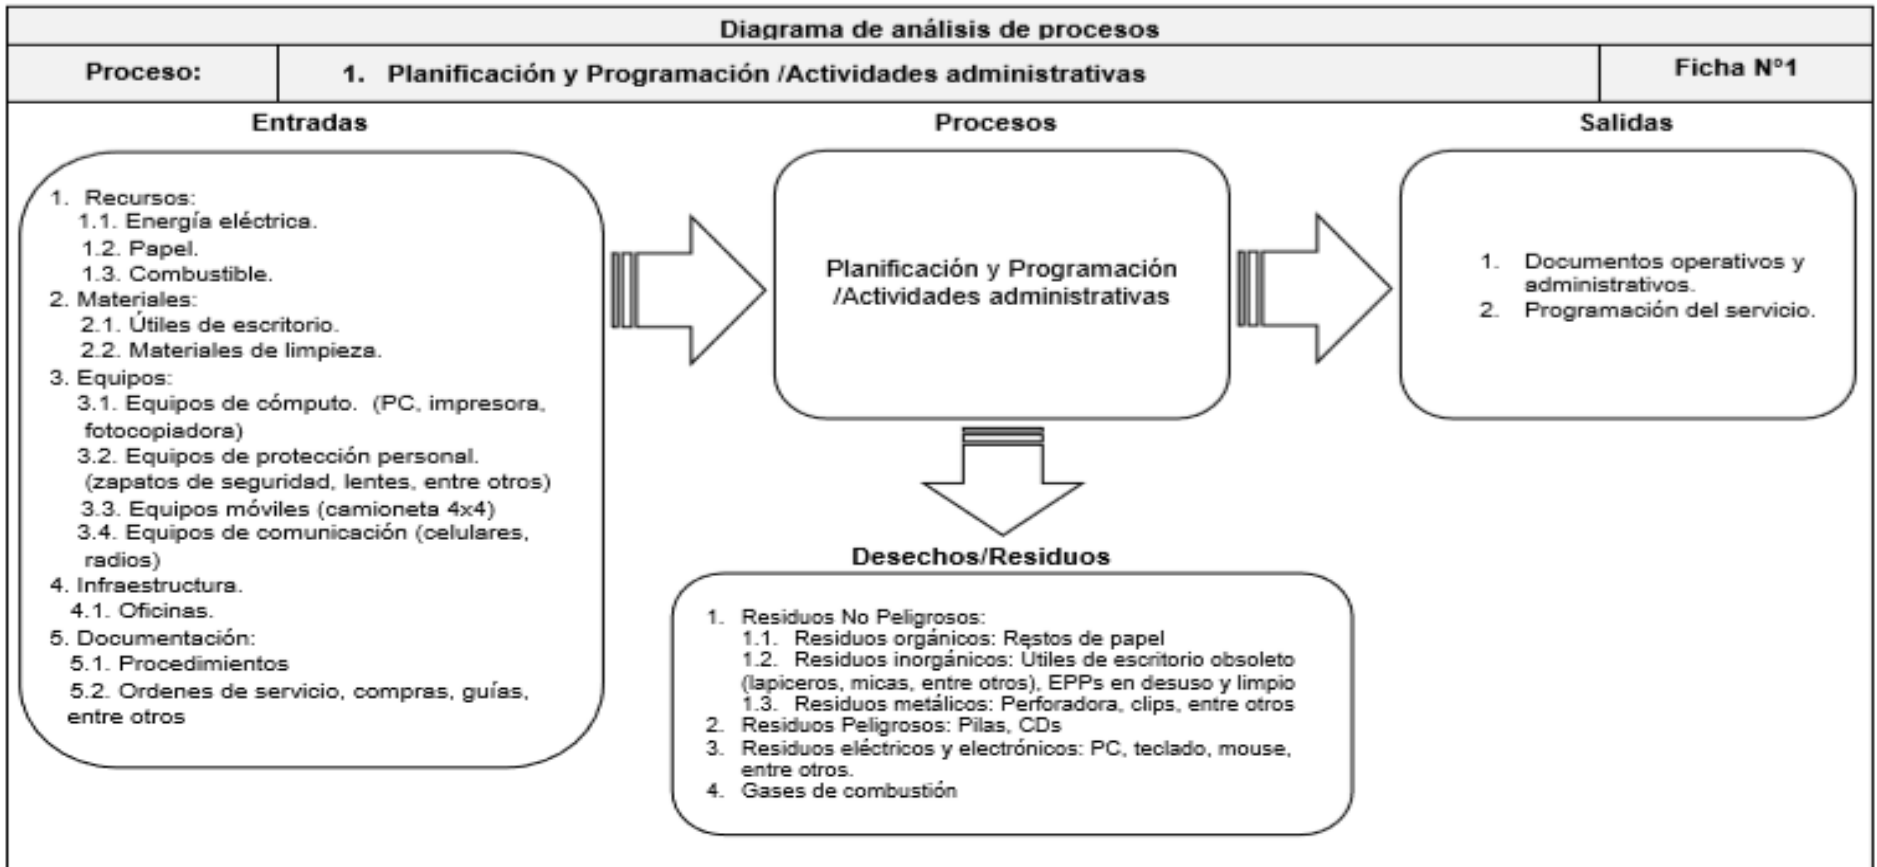 Diagrama de análisis de procesos
Proceso:
1. Planificación y Programación /Actividades administrativas
Ficha N°1
Entradas
1. Recursos:
1.1. Energía eléctrica.
1.2. Papel.
1.3. Combustible.
2. Materiales:
2.1. Útiles de escritorio.
2.2. Materiales de limpieza.
3. Equipos:
3.1. Equipos de cómputo. (PC, impresora,
fotocopiadora)
3.2. Equipos de protección personal.
(zapatos de seguridad, lentes, entre otros)
3.3. Equipos móviles (camioneta 4x4)
3.4. Equipos de comunicación (celulares,
radios)
4. Infraestructura.
4.1. Oficinas.
5. Documentación:
5.1. Procedimientos
5.2. Ordenes de servicio, compras, guías,
entre otros
Procesos
Planificación y Programación
/Actividades administrativas
Salidas
1. Documentos operativos y
administrativos.
2. Programación del servicio.
Desechos/Residuos
1. Residuos No Peligrosos:
1.1. Residuos orgánicos: Restos de papel
1.2. Residuos inorgánicos: Útiles de escritorio obsoleto
(lapiceros, micas, entre otros), EPPs en desuso y limpio
1.3. Residuos metálicos: Perforadora, clips, entre otros
2. Residuos Peligrosos: Pilas, CDs
3. Residuos eléctricos y electrónicos: PC, teclado, mouse,
entre otros.
4. Gases de combustión